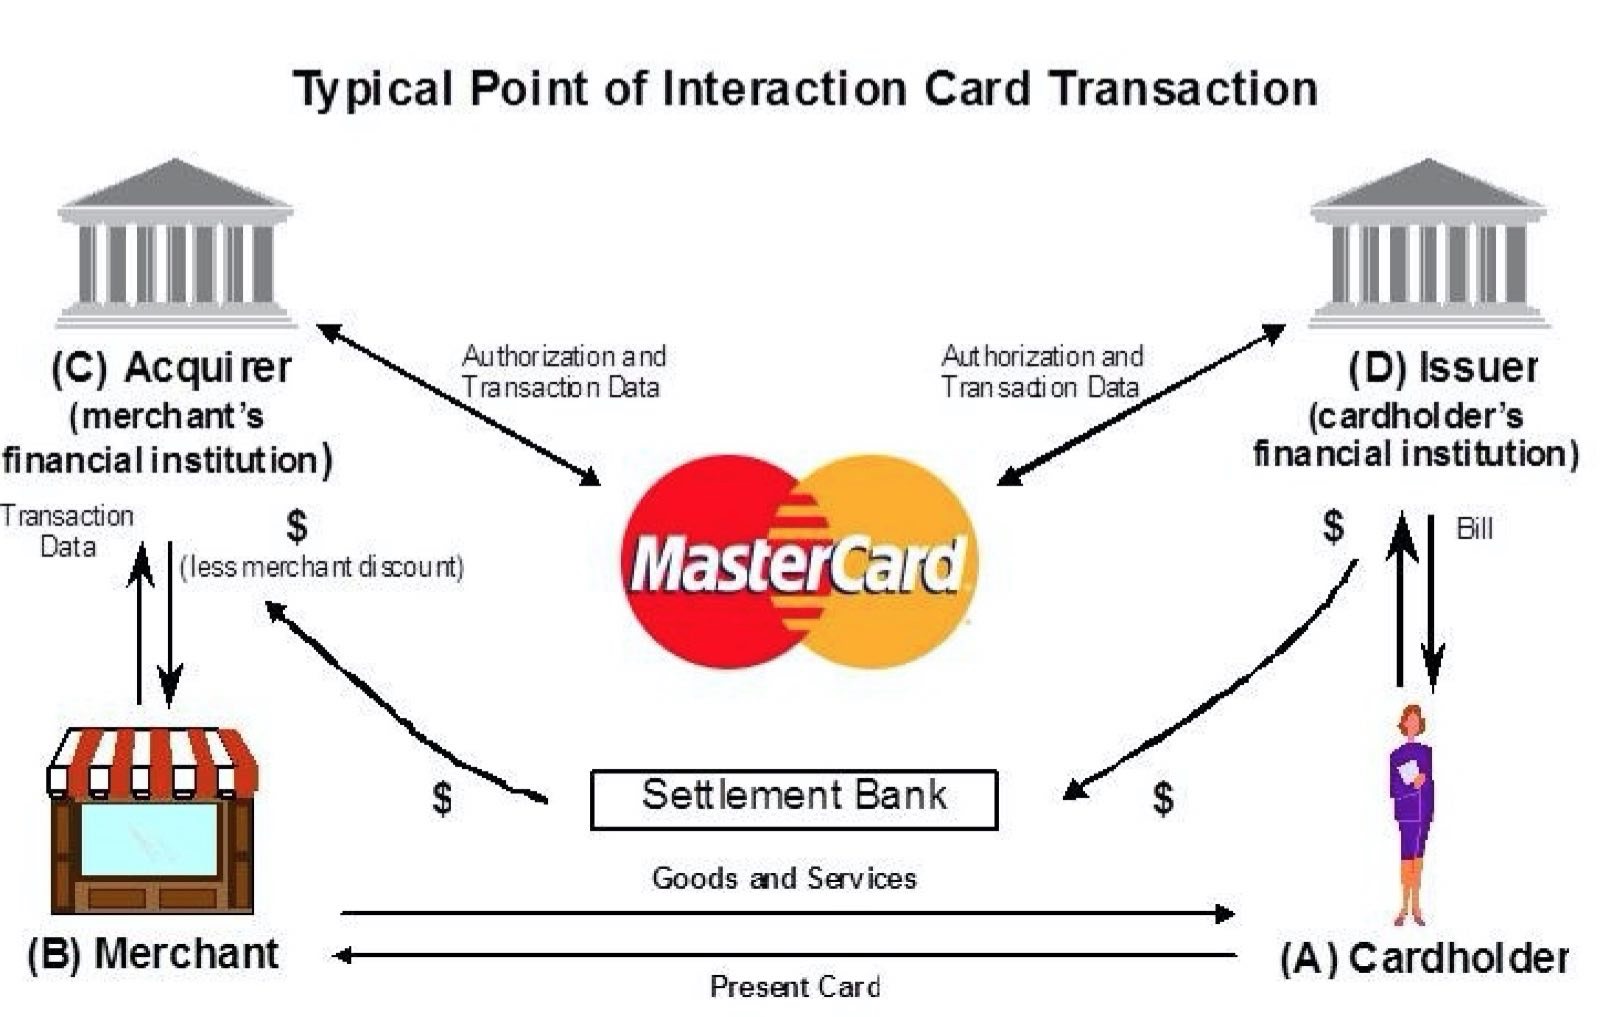 Typical Point of Interaction Card Transaction
(C) Acquirer
(merchant's
financial institution)
Authorization and
Transaction Data
Authorization and
Transaction Data
(D) Issuer
(cardholder's
financial institution)
MasterCard
Transaction
Data
$
(less merchant discount)
$
Bill
$
Settlement Bank
$
Goods and Services
(B) Merchant
(A) Cardholder
Present Card